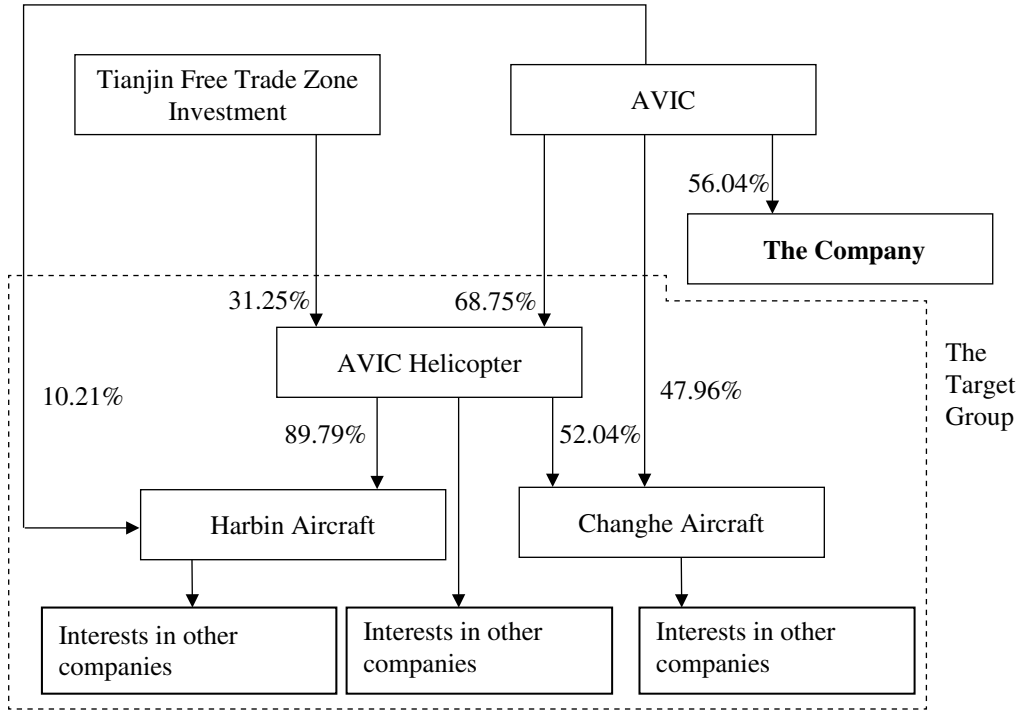 Tianjin Free Trade Zone
Investment
AVIC
56.04%
The Company
31.25%
68.75%
AVIC Helicopter
The
Target
Group
10.21%
89.79%
52.04%
47.96%
Harbin Aircraft
Changhe Aircraft
Interests in other
companies
Interests in other
companies
Interests in other
companies